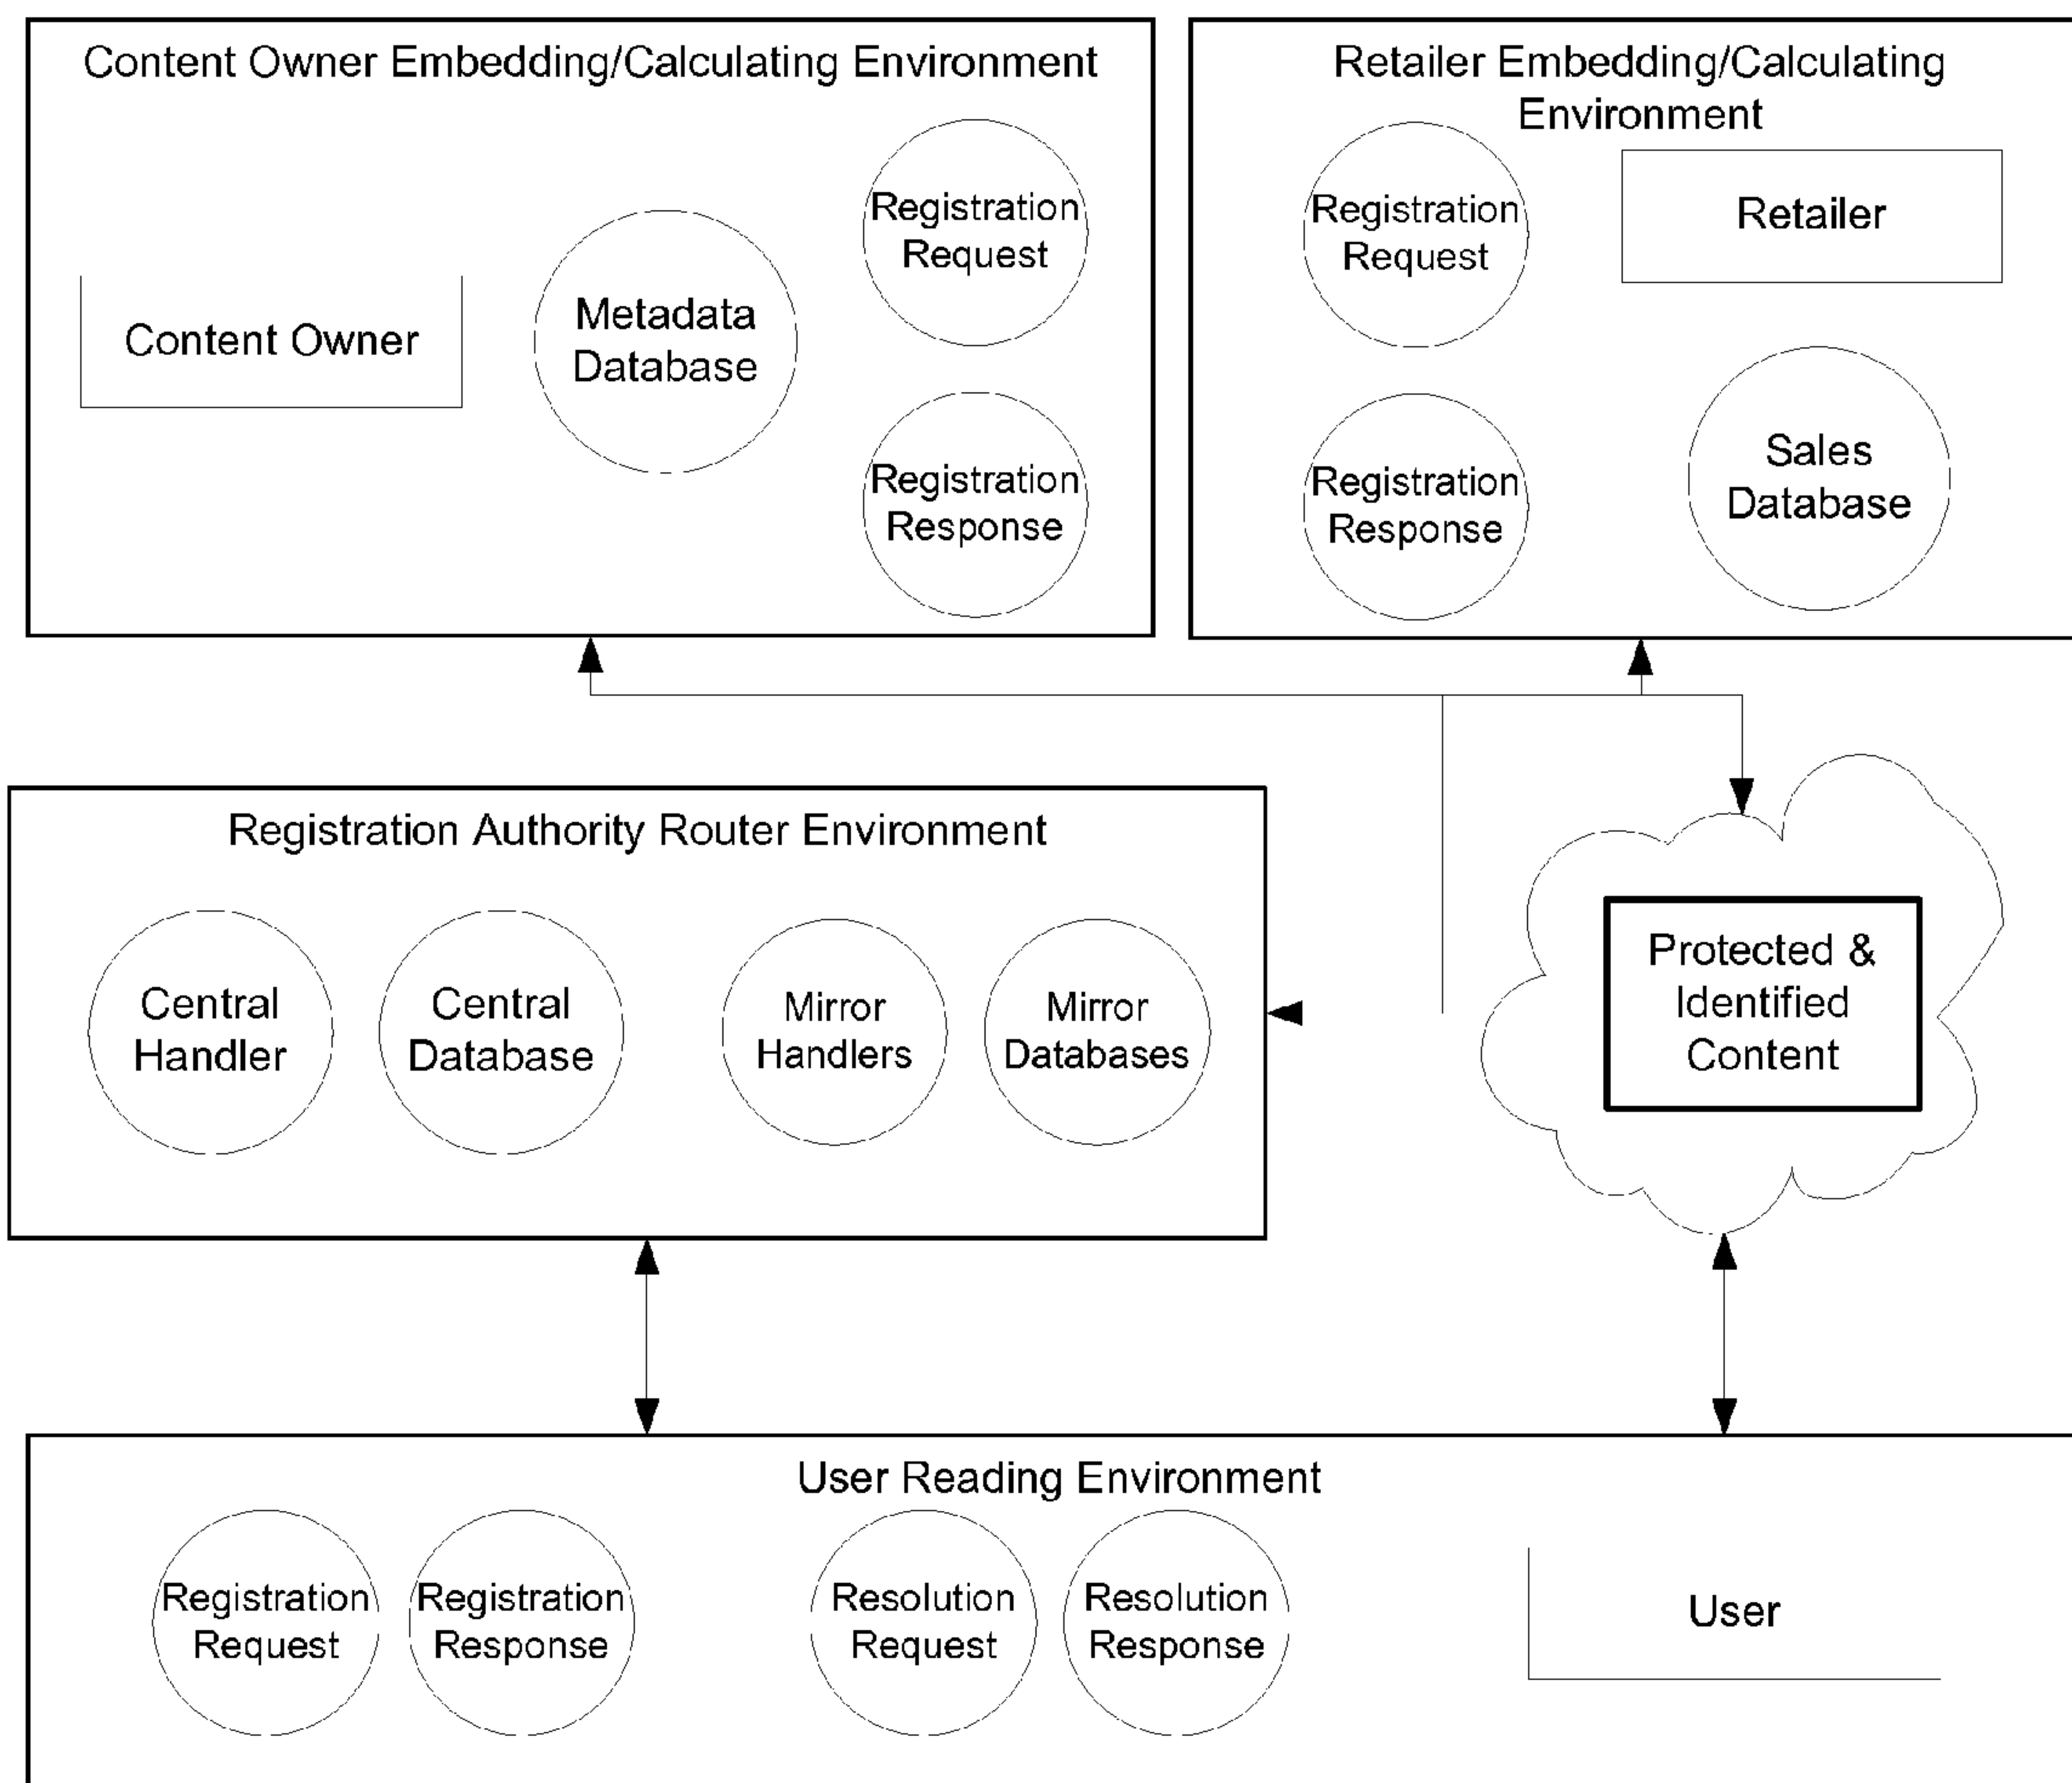 Content Owner Embedding/Calculating Environment
Content Owner
Metadata
Database
Registration
Request
Registration
Response
Retailer Embedding/Calculating
Environment
Registration
Request
Retailer
Registration
Response
Sales
Database
Registration Authority Router Environment
Central
Handler
Central
Database
Mirror
Handlers
Mirror
Databases
Protected &
Identified
Content
User Reading Environment
Registration
Request
Registration
Response
Resolution
Request
Resolution
Response
User